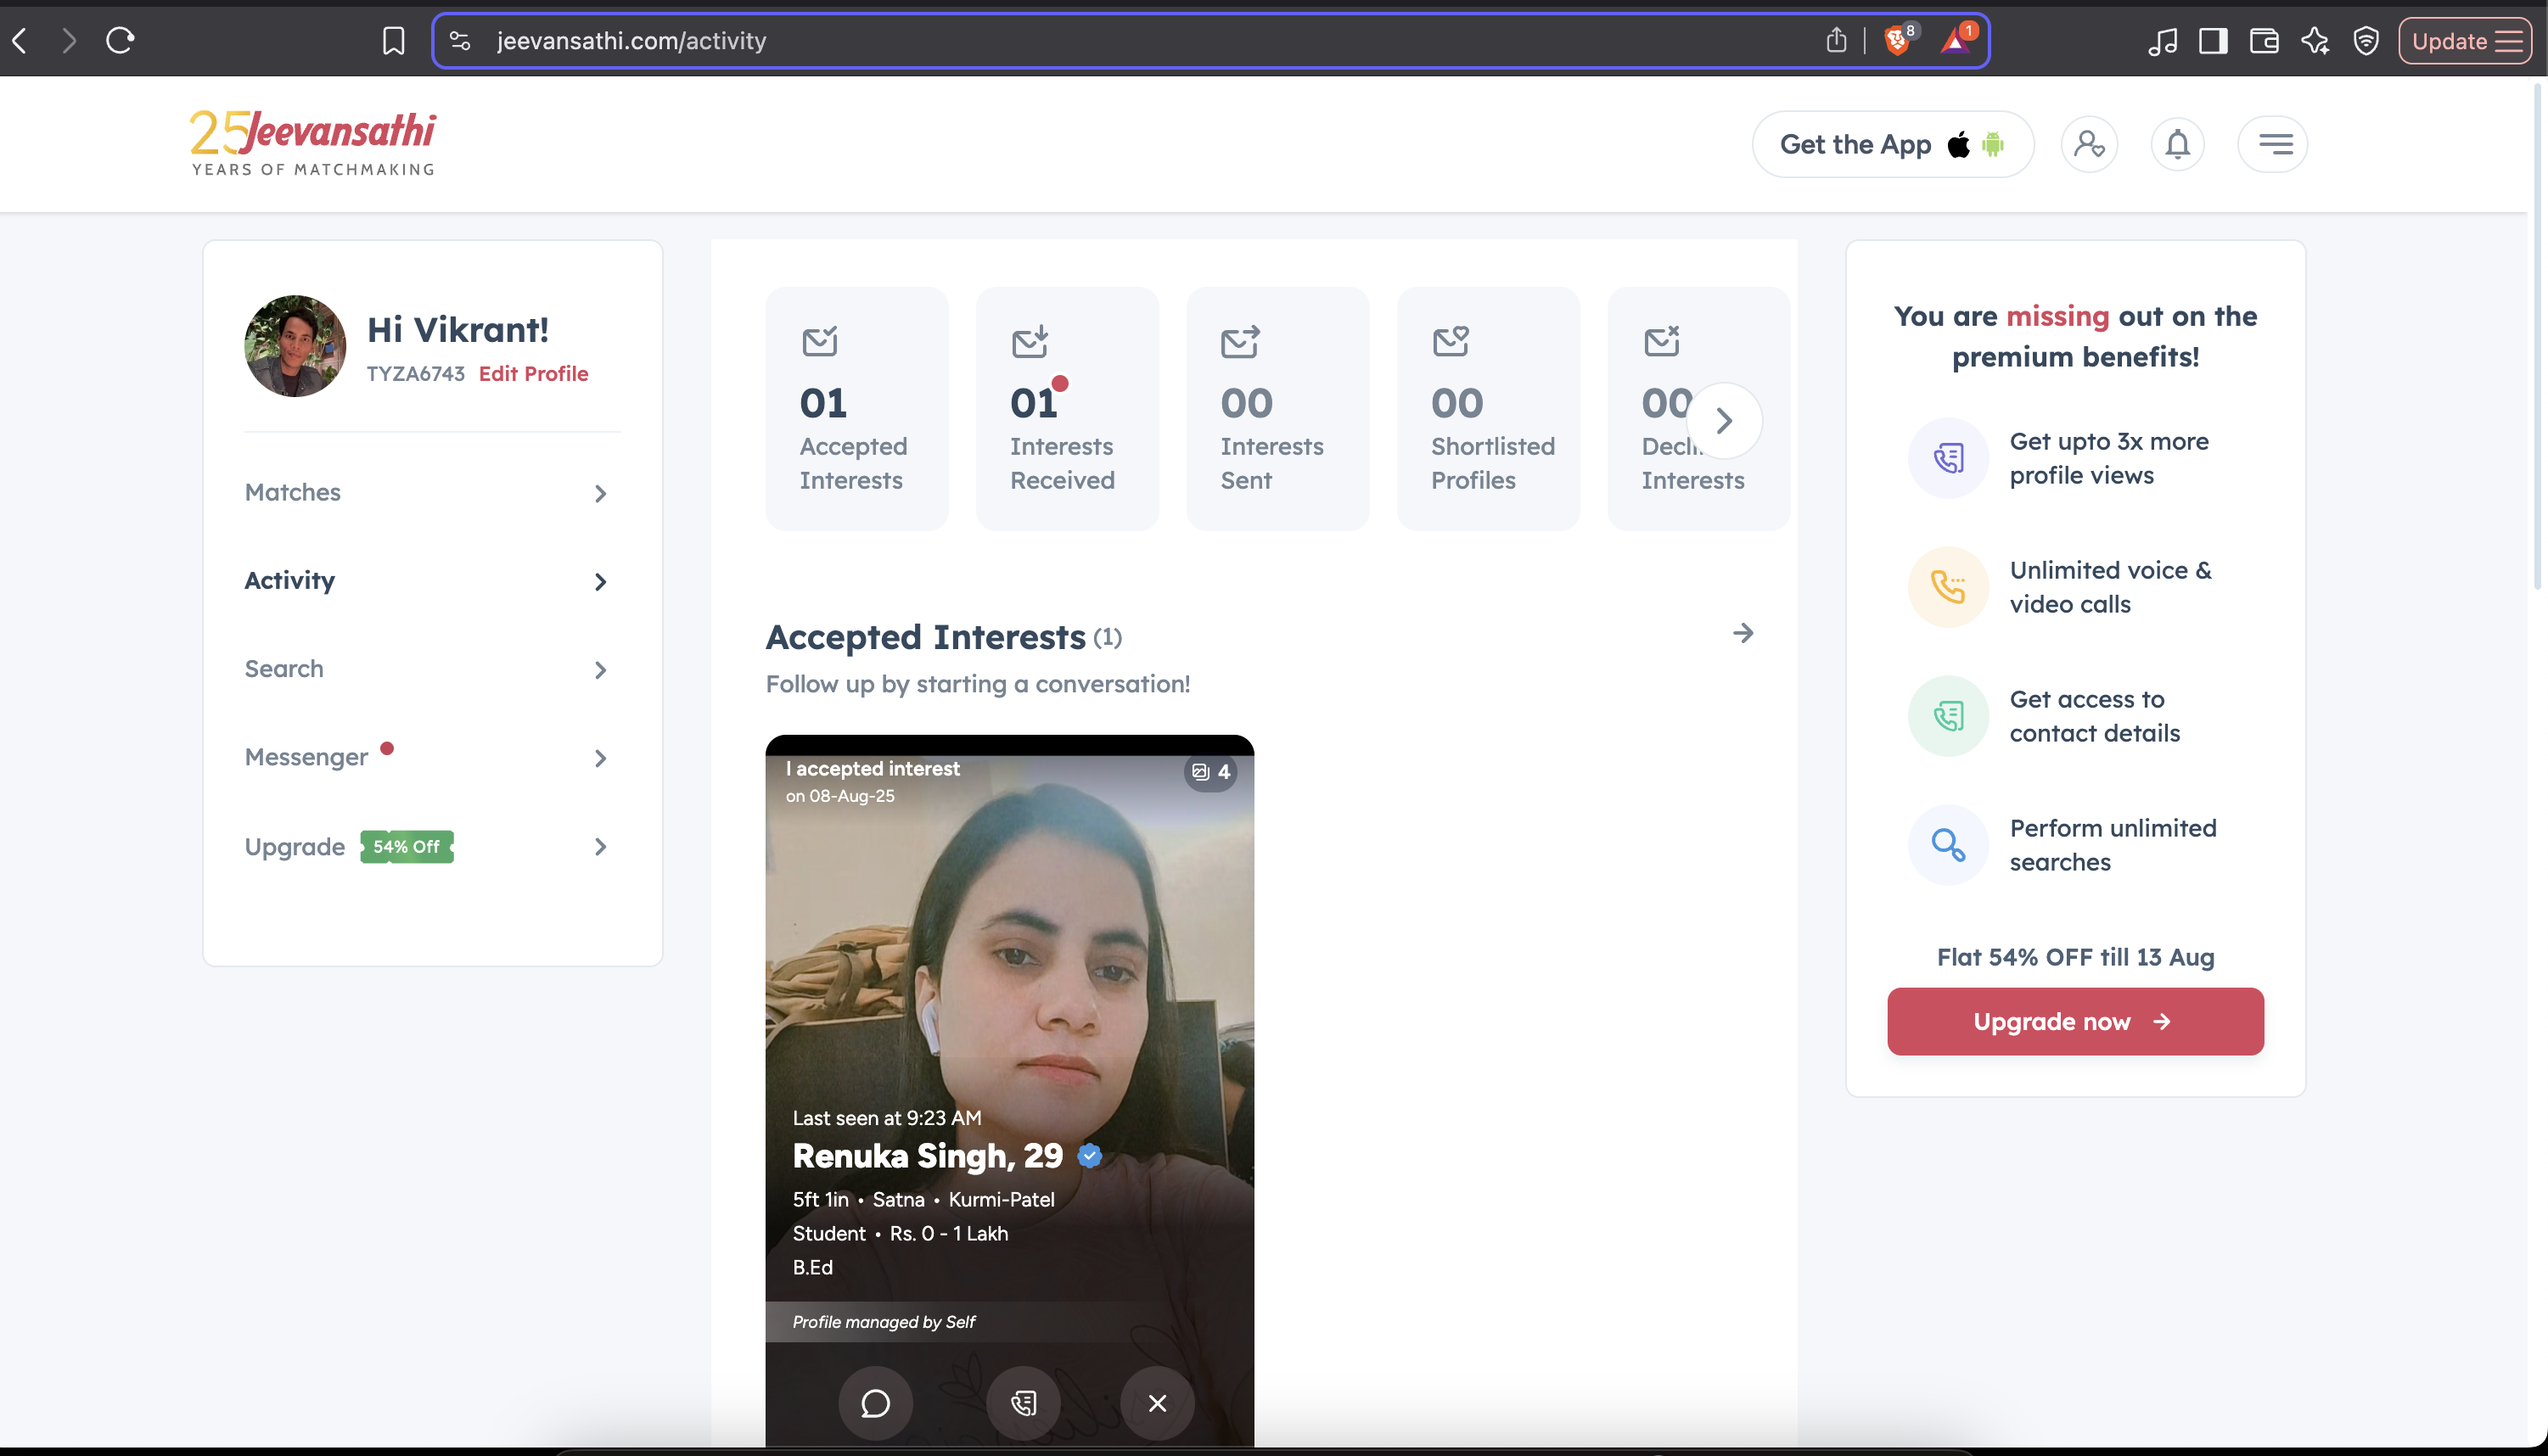 jeevansathi.com/activity
8
1
Update
25 Jeevansathi
YEARS OF MATCHMAKING
Get the App
Hi Vikrant!
TYZA6743 Edit Profile
Matches
Activity
Search
Messenger
Upgrade 54% Off
01
Accepted
Interests
01
Interests
Received
00
Interests
Sent
00
Shortlisted
Profiles
00
Interests
Accepted Interests (1)
Follow up by starting a conversation!
I accepted interest
on 08-Aug-25
4
Last seen at 9:23 AM
Renuka Singh, 29
5ft 1in • Satna • Kurmi-Patel
Student • Rs. 0 - 1 Lakh
B.Ed
Profile managed by Self
You are missing out on the
premium benefits!
Get upto 3x more
profile views
Unlimited voice &
video calls
Get access to
contact details
Perform unlimited
searches
Flat 54% OFF till 13 Aug
Upgrade now